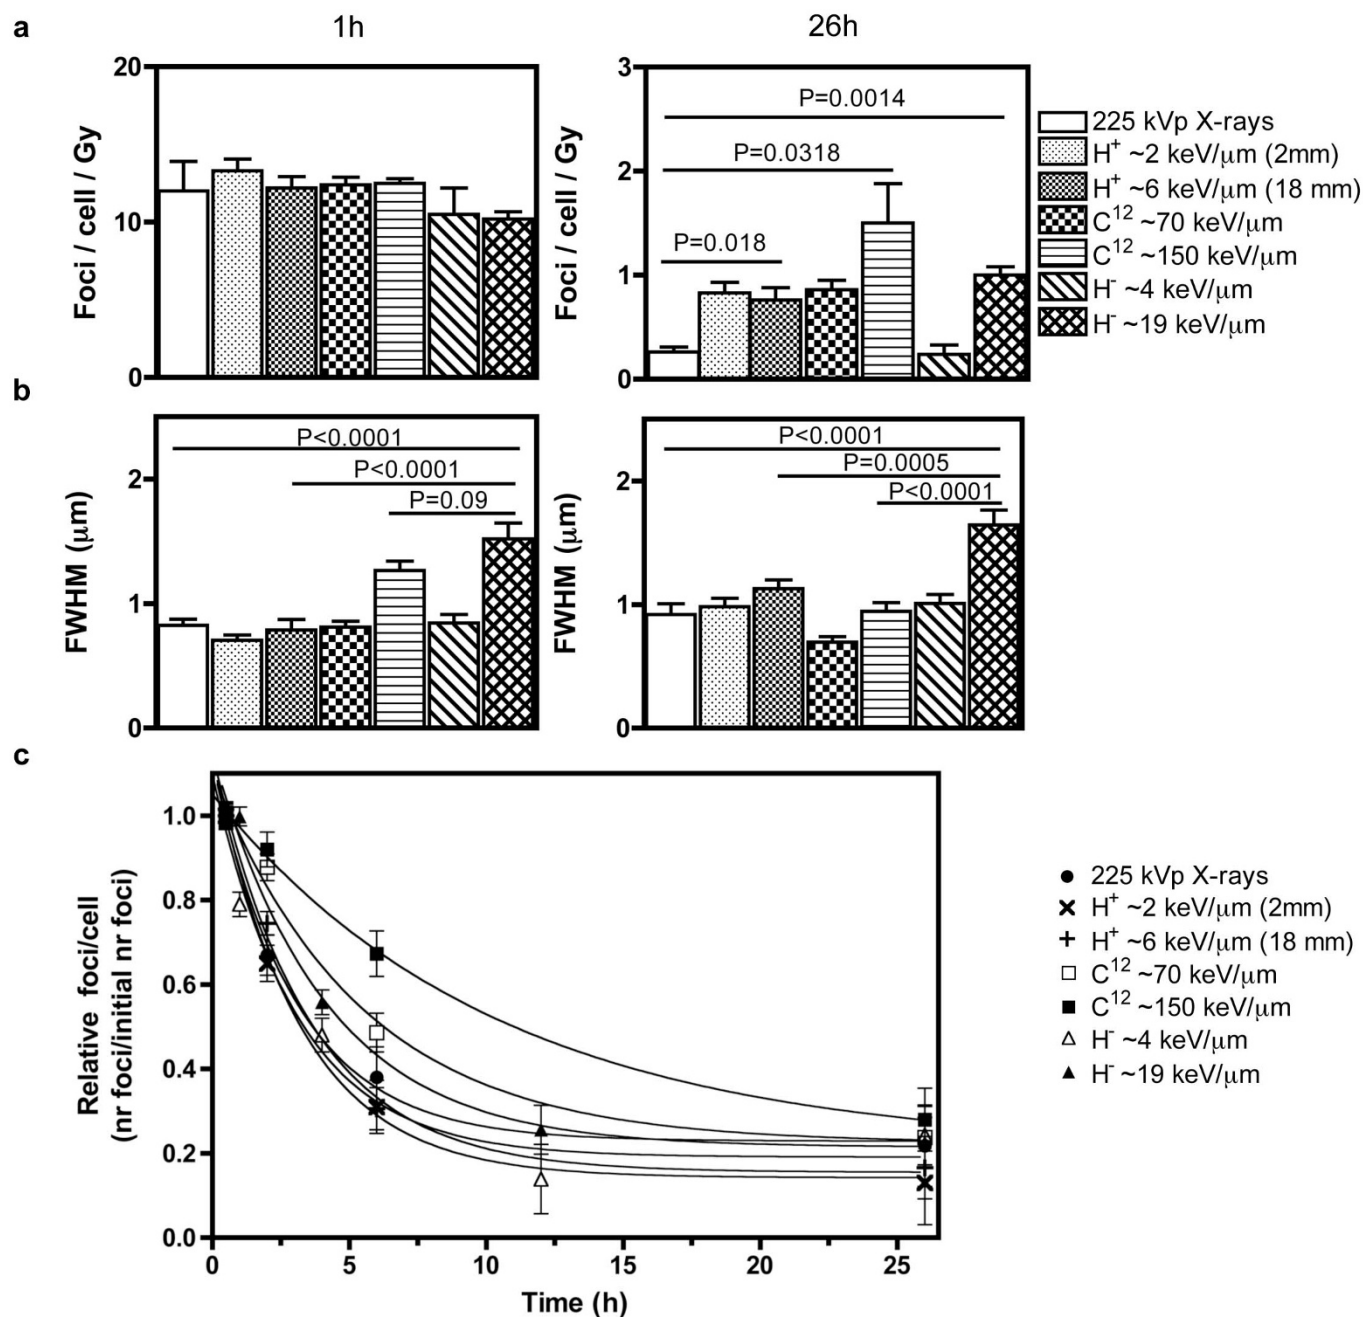 a
1h
26h
20
10
0
Foci / cell / Gy
3
2
1
0
Foci / cell / Gy
P=0.0014
P=0.0318
P=0.018
225 kVp X-rays
H⁺ ~2 keV/μm (2mm)
H⁺ ~6 keV/μm (18 mm)
C¹² ~70 keV/μm
C¹² ~150 keV/μm
H⁻ ~4 keV/μm
H⁻ ~19 keV/μm
b
2
1
0
FWHM (μm)
P<0.0001
P<0.0001
P=0.09
2
1
0
FWHM (μm)
P<0.0001
P=0.0005
P<0.0001
c
1.0
0.8
0.6
0.4
0.2
0.0
Relative foci/cell
(nr foci/initial nr foci)
0 5 10 15 20 25
Time (h)
225 kVp X-rays
H⁺ ~2 keV/μm (2mm)
H⁺ ~6 keV/μm (18 mm)
C¹² ~70 keV/μm
C¹² ~150 keV/μm
H⁻ ~4 keV/μm
H⁻ ~19 keV/μm